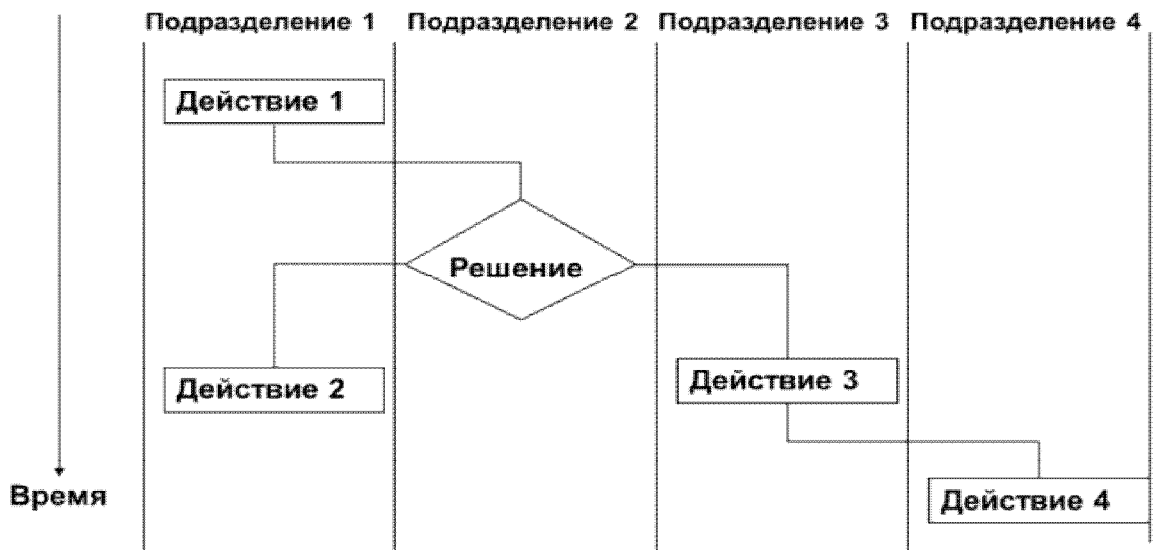 Подразделение 1 Подразделение 2 Подразделение 3 Подразделение 4
Действие 1
Решение
Действие 2
Действие 3
Время
Действие 4